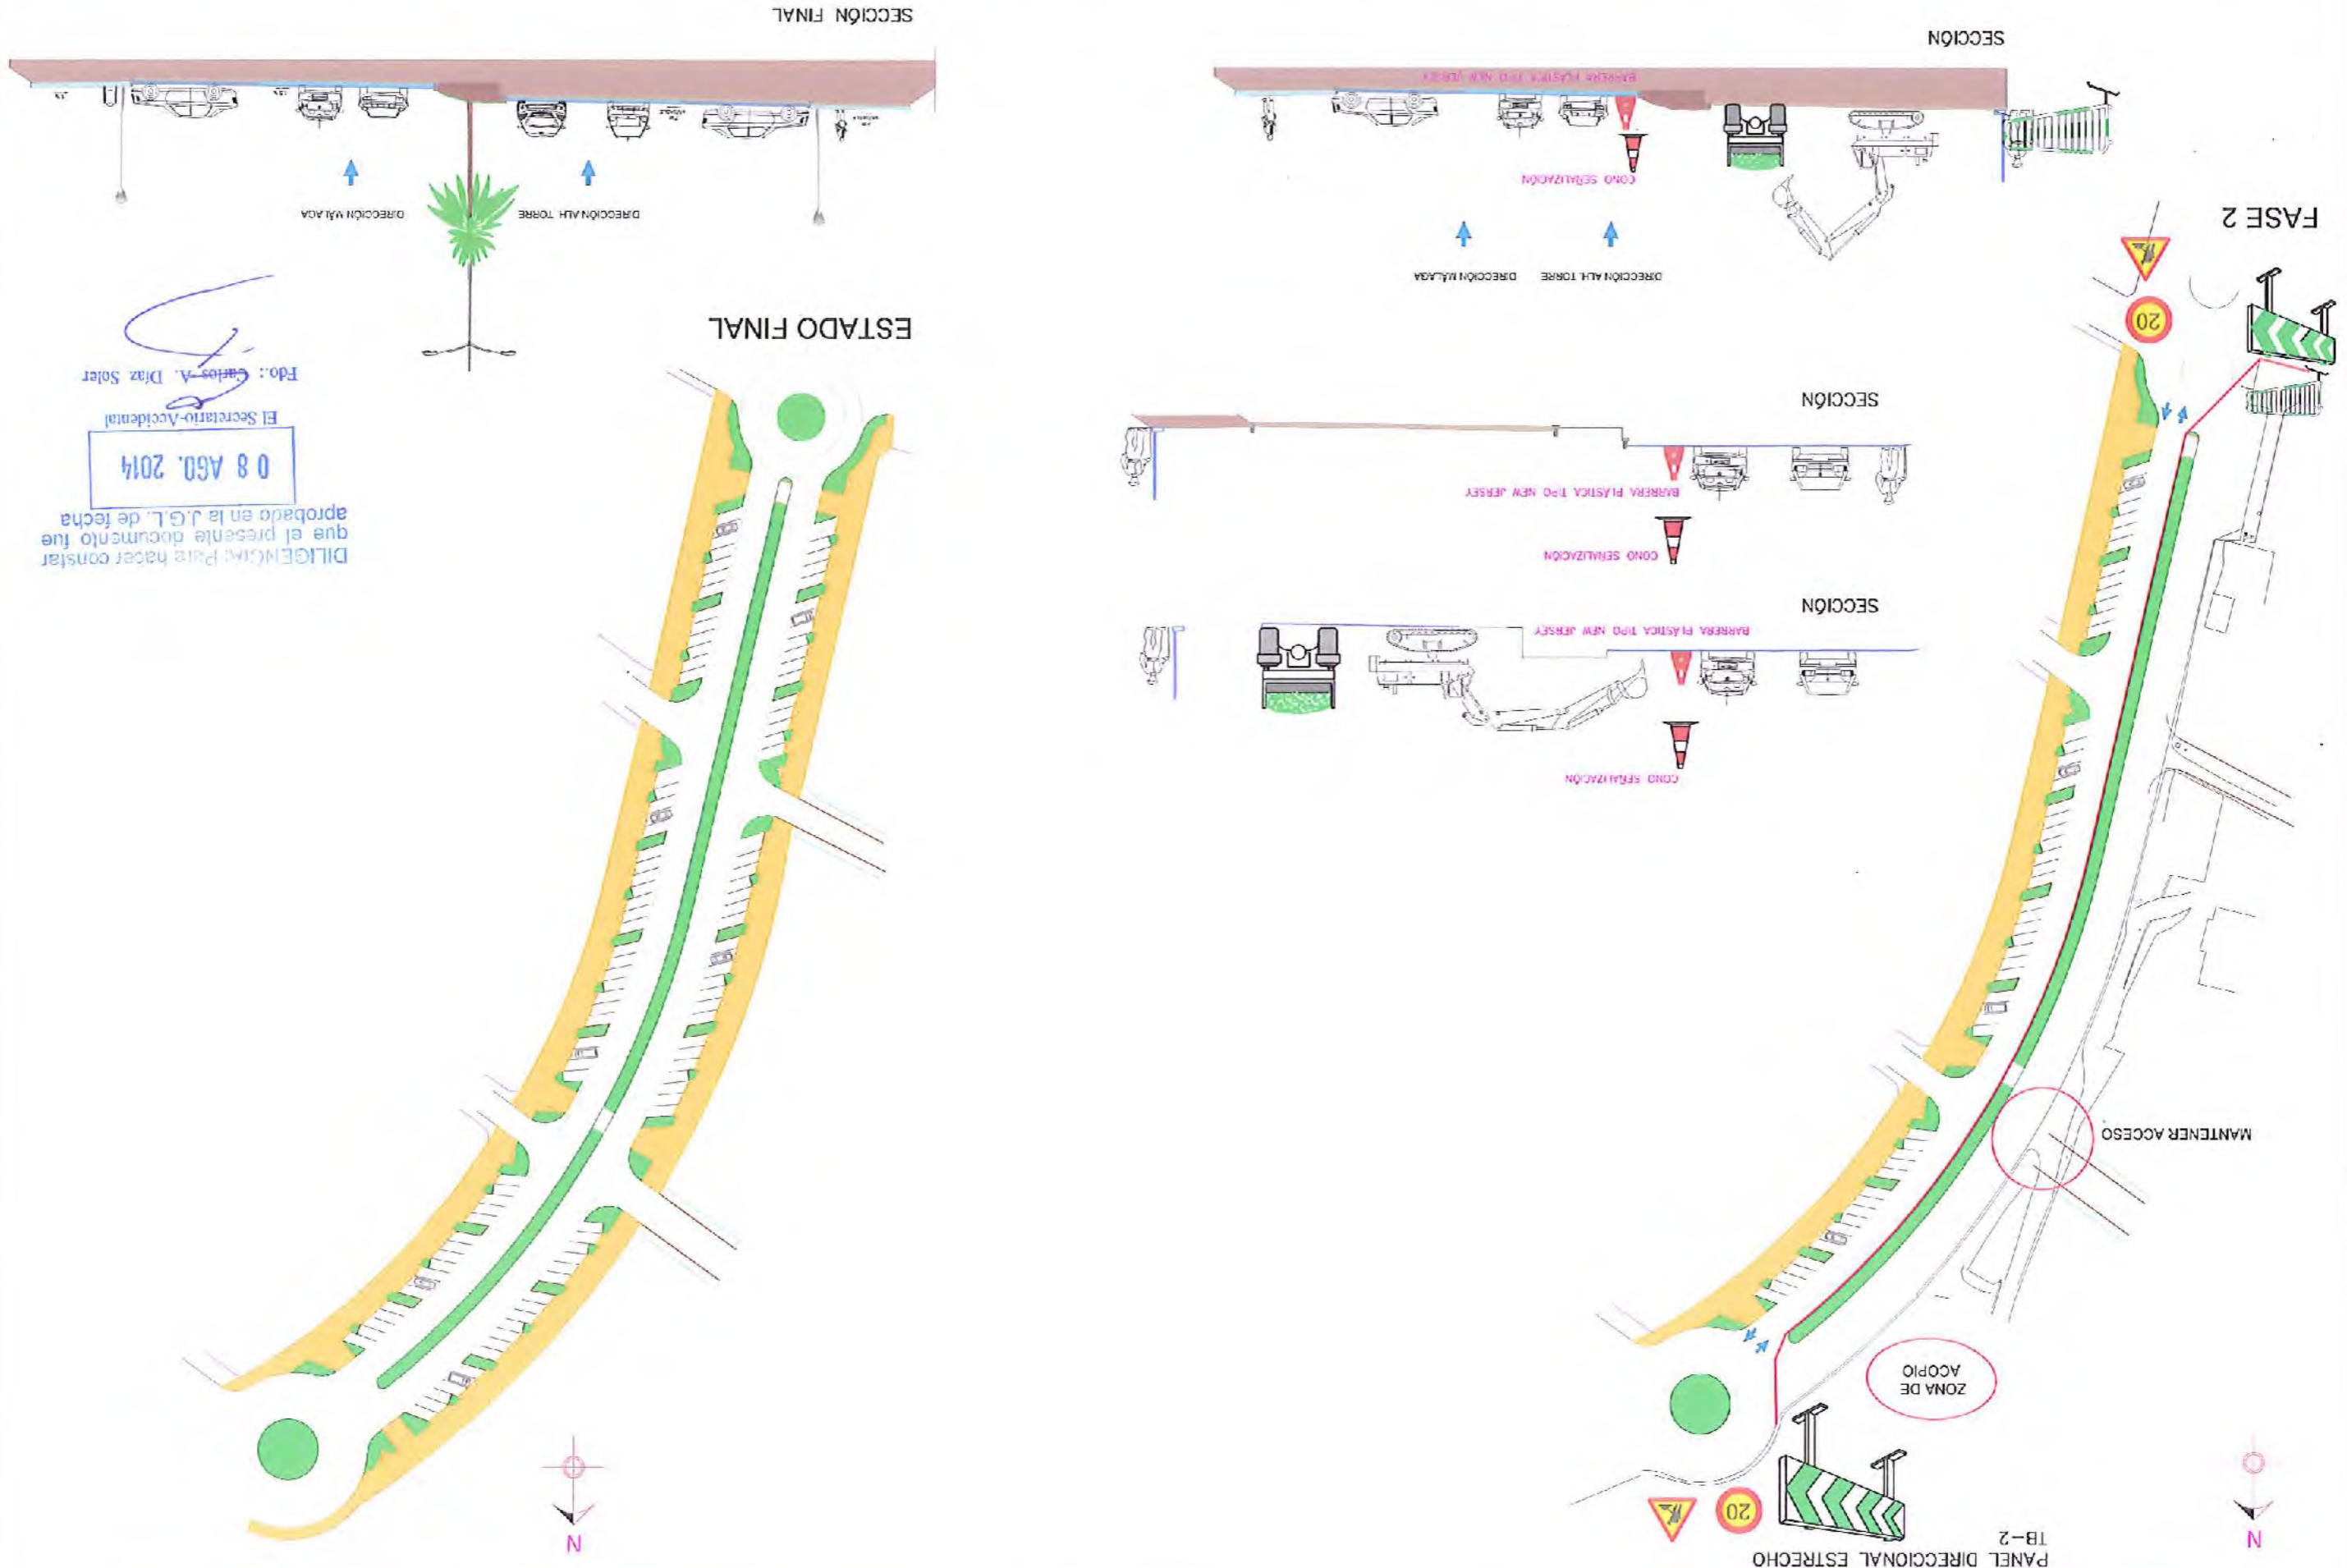 PANEL DIRECCIONAL ESTRECHO
TB-2
20
N
ZONA DE
ACOPIO
MANTENER ACCESO
CONO SEÑALIZACIÓN
BARRERA PLÁSTICA TIPO NEW JERSEY
SECCIÓN
CONO SEÑALIZACIÓN
BARRERA PLÁSTICA TIPO NEW JERSEY
SECCIÓN
20
FASE 2
DIRECCIÓN ALH. TORRE
DIRECCIÓN MÁLAGA
CONO SEÑALIZACIÓN
BARRERA PLÁSTICA TIPO NEW JERSEY
SECCIÓN
N
DILIGENCIA: Para hacer constar
que el presente documento fue
aprobado en la J.G.L. de fecha
08 AGO. 2014
El Secretario-Accidental
Fdo.: Carlos A. Díaz Soler
ESTADO FINAL
DIRECCIÓN ALH. TORRE
DIRECCIÓN MÁLAGA
SECCIÓN FINAL